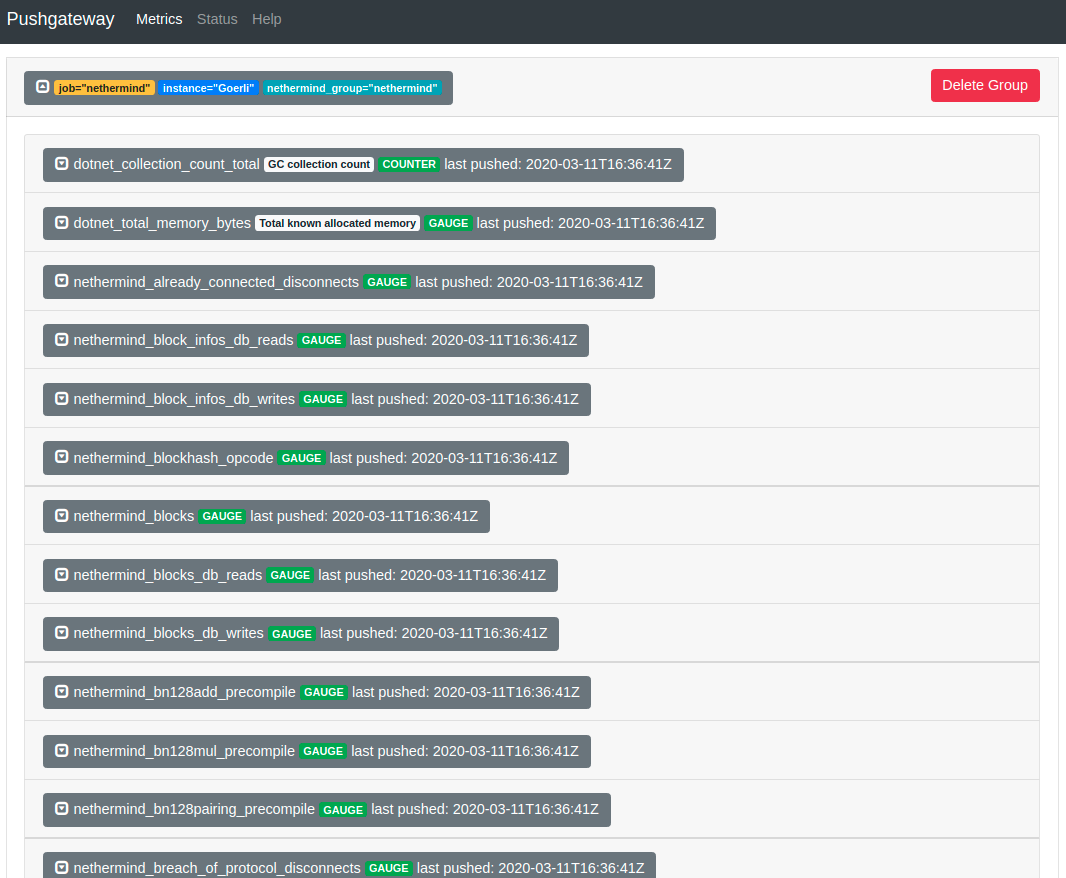 Pushgateway Metrics Status Help
job="nethermind" instance="Goerli" nethermind_group="nethermind" Delete Group
dotnet_collection_count_total GC collection count COUNTER last pushed: 2020-03-11T16:36:41Z
dotnet_total_memory_bytes Total known allocated memory GAUGE last pushed: 2020-03-11T16:36:41Z
nethermind_already_connected_disconnects GAUGE last pushed: 2020-03-11T16:36:41Z
nethermind_block_infos_db_reads GAUGE last pushed: 2020-03-11T16:36:41Z
nethermind_block_infos_db_writes GAUGE last pushed: 2020-03-11T16:36:41Z
nethermind_blockhash_opcode GAUGE last pushed: 2020-03-11T16:36:41Z
nethermind_blocks GAUGE last pushed: 2020-03-11T16:36:41Z
nethermind_blocks_db_reads GAUGE last pushed: 2020-03-11T16:36:41Z
nethermind_blocks_db_writes GAUGE last pushed: 2020-03-11T16:36:41Z
nethermind_bn128add_precompile GAUGE last pushed: 2020-03-11T16:36:41Z
nethermind_bn128mul_precompile GAUGE last pushed: 2020-03-11T16:36:41Z
nethermind_bn128pairing_precompile GAUGE last pushed: 2020-03-11T16:36:41Z
nethermind_breach_of_protocol_disconnects GAUGE last pushed: 2020-03-11T16:36:41Z